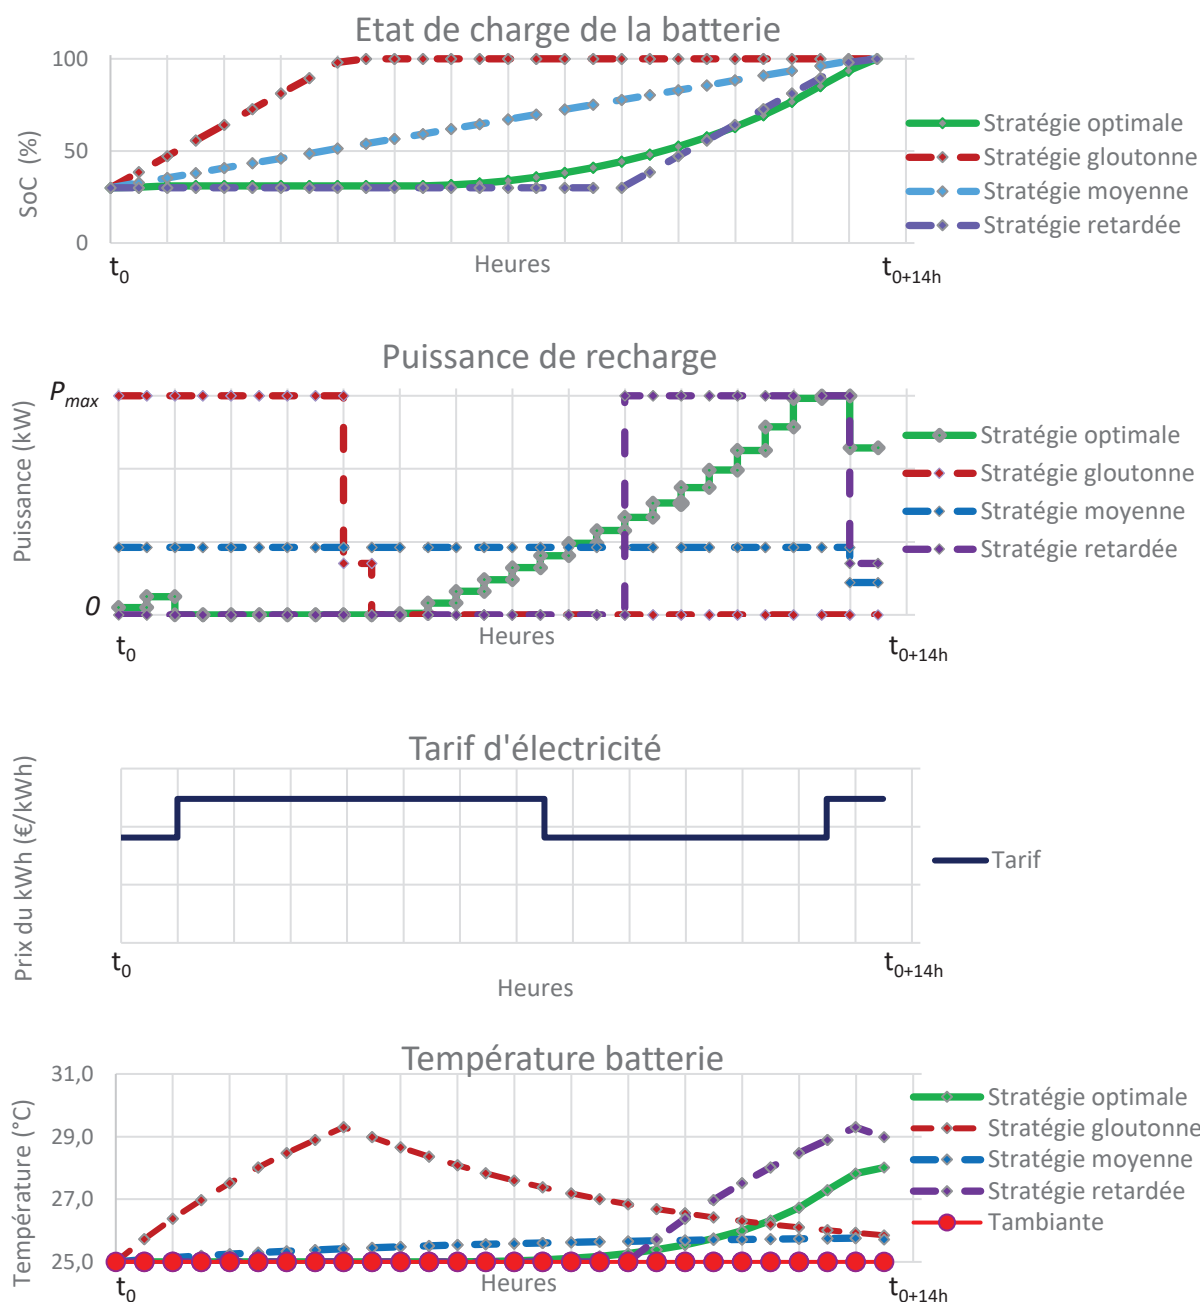 Etat de charge de la batterie
SoC (%)
100
50
0
t0
Heures
t0+14h
Stratégie optimale
Stratégie gloutonne
Stratégie moyenne
Stratégie retardée
Puissance de recharge
Puissance (kW)
Pmax
0
t0
Heures
t0+14h
Stratégie optimale
Stratégie gloutonne
Stratégie moyenne
Stratégie retardée
Tarif d'électricité
Prix du kWh (€/kWh)
t0
Heures
t0+14h
Tarif
Température batterie
Température (°C)
31,0
29,0
27,0
25,0
t0
Heures
t0+14h
Stratégie optimale
Stratégie gloutonne
Stratégie moyenne
Stratégie retardée
Tambiante